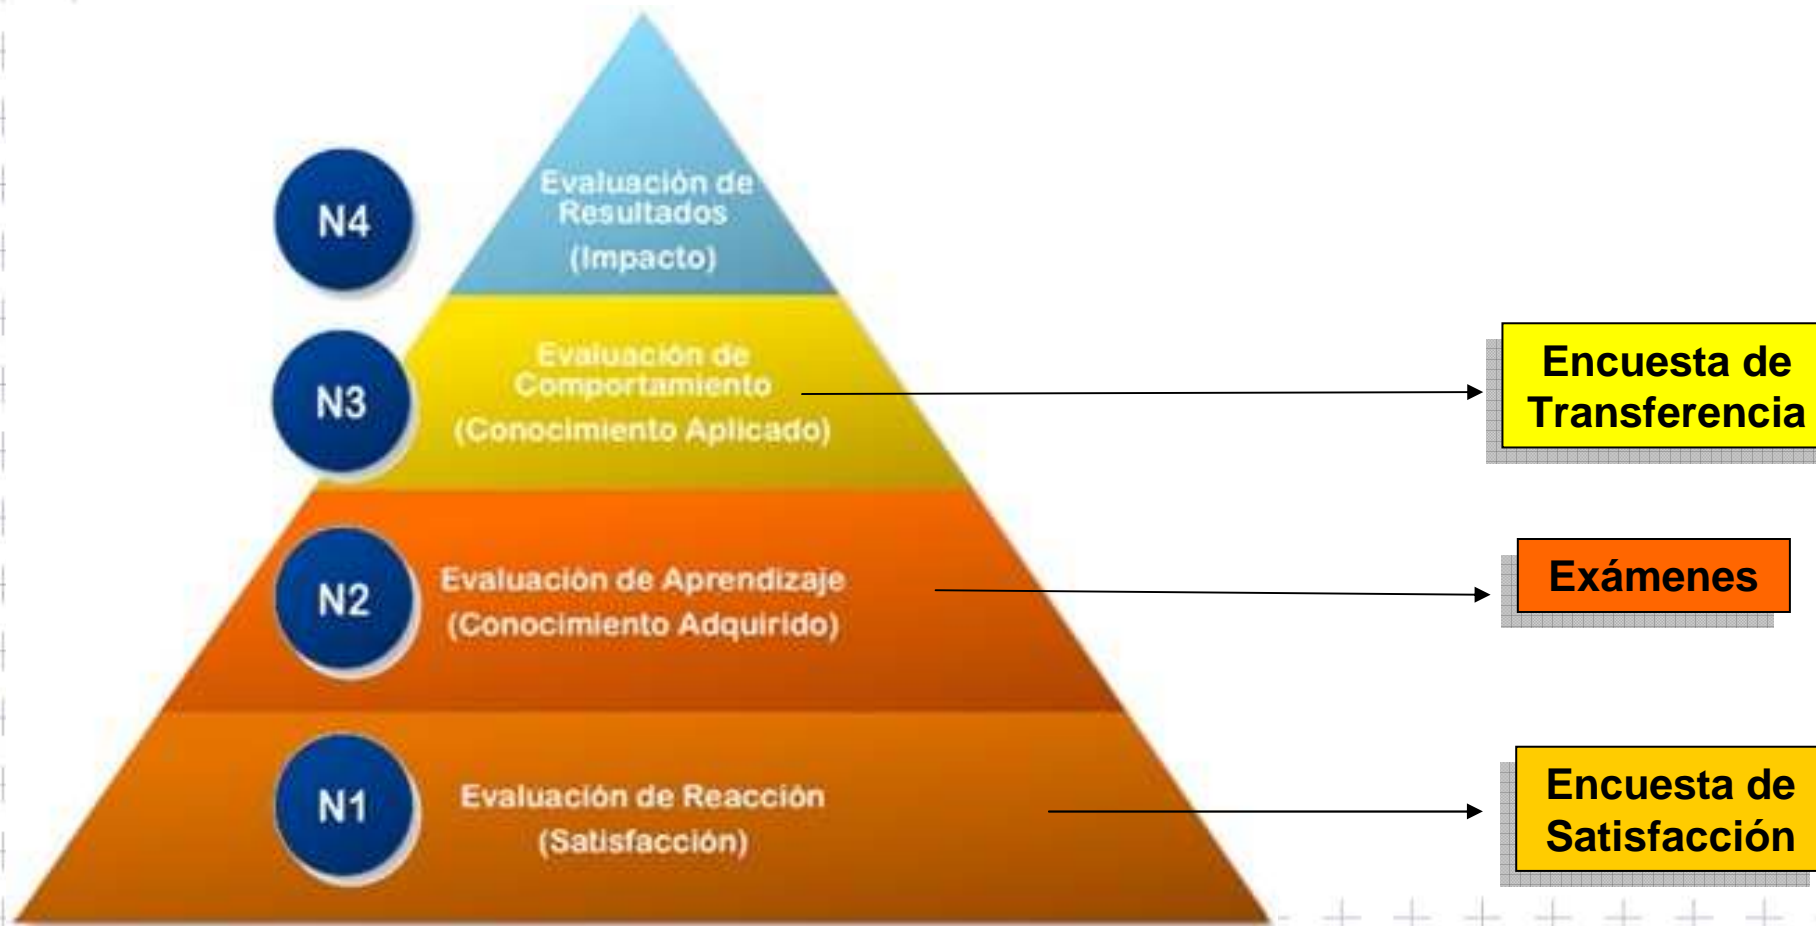 N4
Evaluación de
Resultados
(Impacto)
N3
Evaluación de
Comportamiento
(Conocimiento Aplicado)
Encuesta de
Transferencia
N2
Evaluación de Aprendizaje
(Conocimiento Adquirido)
Exámenes
N1
Evaluación de Reacción
(Satisfacción)
Encuesta de
Satisfacción